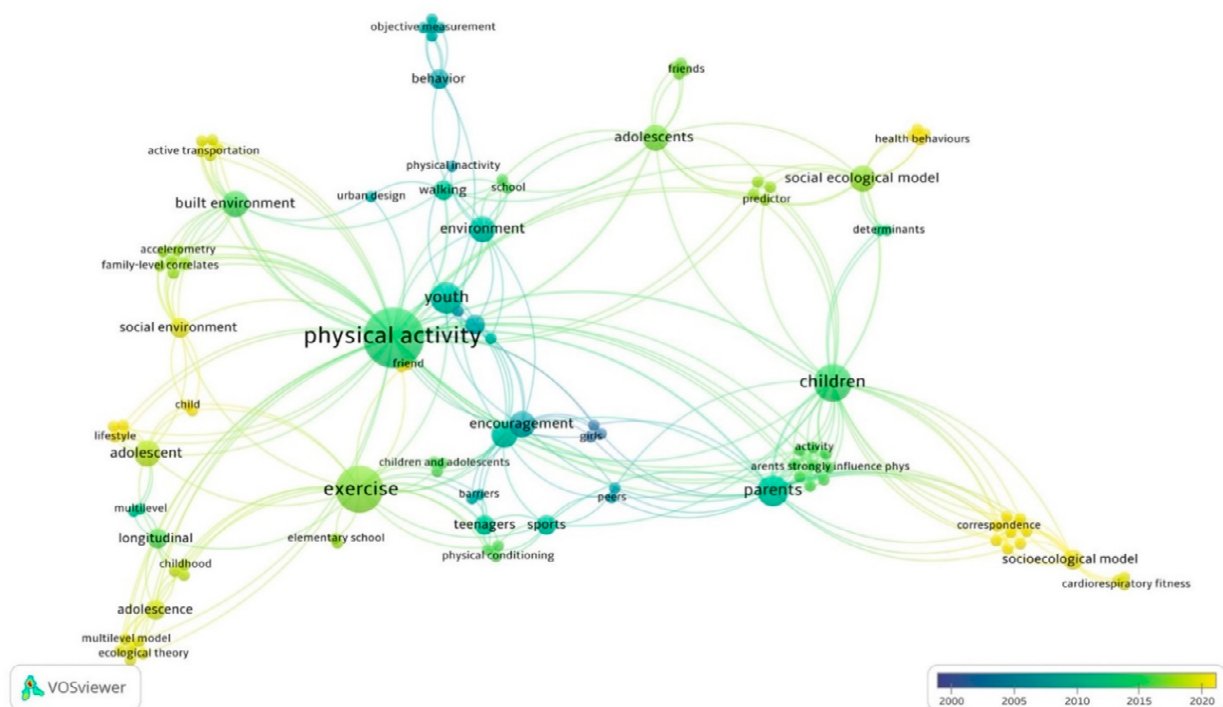 objective measurement
behavior
friends
adolescents
health behaviours
active transportation
physical inactivity
social ecological model
urban design
walking
school
predictor
built environment
environment
determinants
accelerometry
family-level correlates
youth
social environment
physical activity
friend
children
child
encouragement
lifestyle
girls
adolescent
activity
children and adolescents
arents strongly influence phys
exercise
parents
barriers
peers
multilevel
teenagers
sports
correspondence
longitudinal
elementary school
physical conditioning
socioecological model
childhood
cardiorespiratory fitness
adolescence
multilevel model
ecological theory
VOSviewer
2000 2005 2010 2015 2020